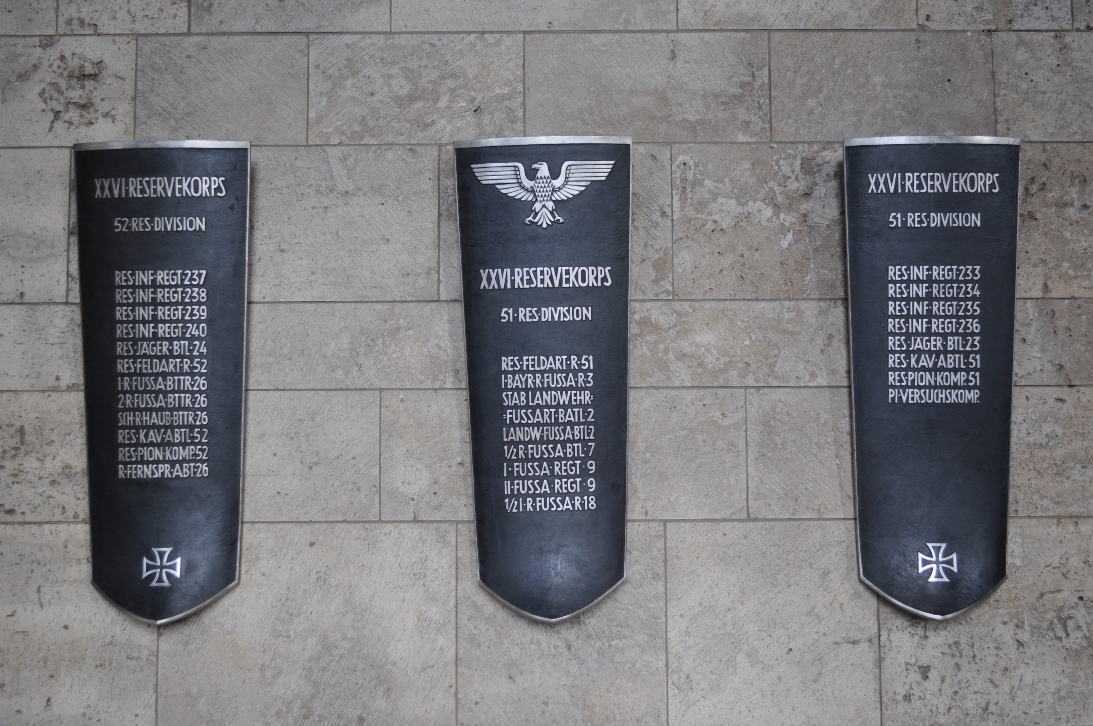 XXVI·RESERVEKORPS
52·RES·DIVISION
RES·INF·REGT·237
RES·INF·REGT·238
RES·INF·REGT·239
RES·INF·REGT·240
RES·JÄGER·BTL·24
RES·FELDART·R·52
1·R·FUSSA·BTTR·26
2·R·FUSSA·BTTR·26
SCH·R·HAUB·BTTR·26
RES·KAV·ABTL·52
RES·PION·KOMP.52
R·FERNSPR·ABT·26
XXVI·RESERVEKORPS
51·RES·DIVISION
RES·FELDART·R·51
I·BAYR·R·FUSSA·R·3
STAB LANDWEHR-
-FUSSART·BATL·2
LANDW·FUSSA·BTL·2
1/2 R·FUSSA·BTL·7
I·FUSSA·REGT·9
II·FUSSA·REGT·9
1/2 I·R·FUSSA·R·18
XXVI·RESERVEKORPS
51·RES·DIVISION
RES·INF·REGT·233
RES·INF·REGT·234
RES·INF·REGT·235
RES·INF·REGT·236
RES·JÄGER·BTL·23
RES·KAV·ABTL·51
RES·PION·KOMP.51
PI·VERSUCHSKOMP.